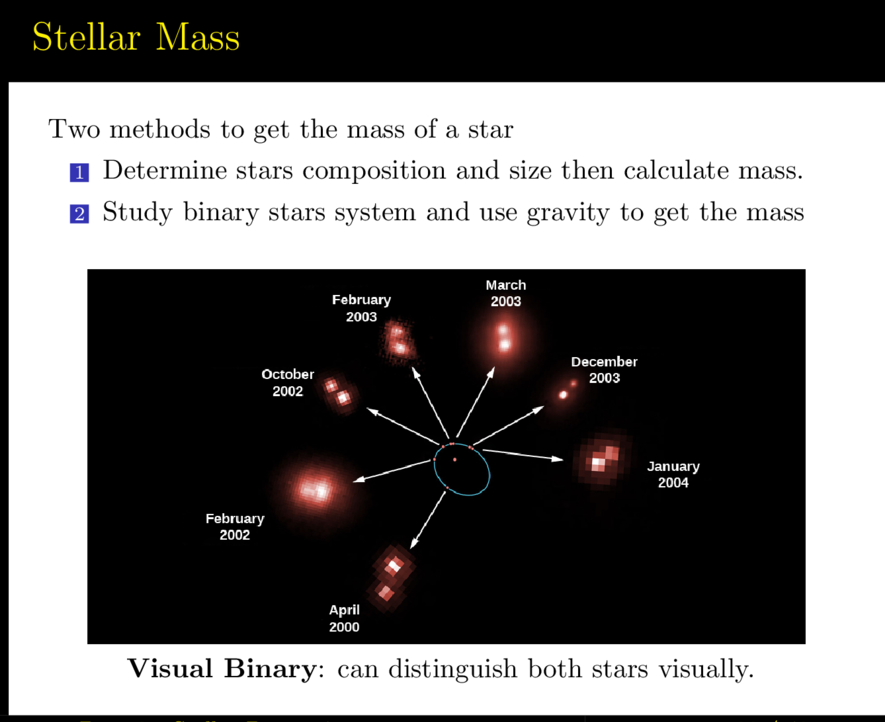 Stellar Mass
Two methods to get the mass of a star
1 Determine stars composition and size then calculate mass.
2 Study binary stars system and use gravity to get the mass
March
2003
February
2003
December
2003
October
2002
January
2004
February
2002
April
2000
Visual Binary: can distinguish both stars visually.